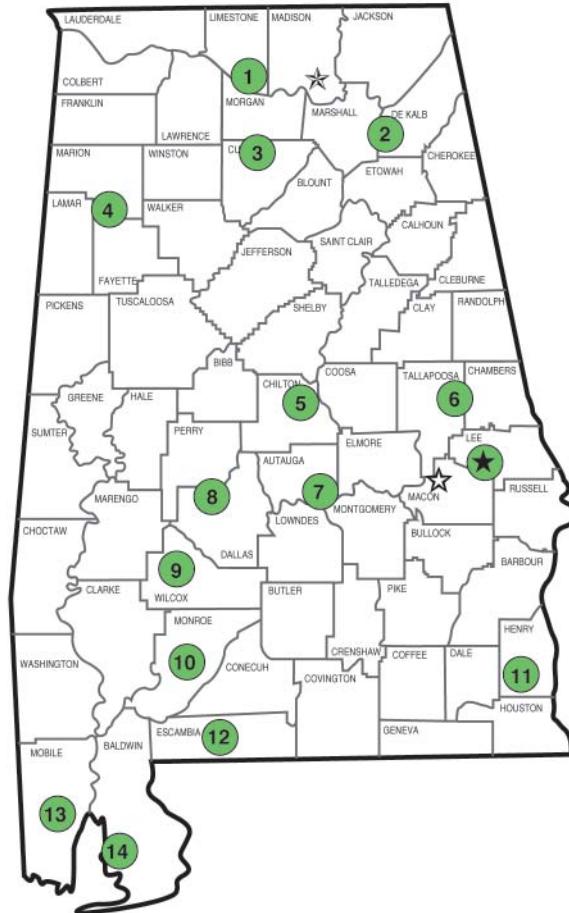 LAUDERDALE
LIMESTONE
MADISON
JACKSON
COLBERT
1
MORGAN
MARSHALL
DE KALB
FRANKLIN
LAWRENCE
2
MARION
WINSTON
CU
3
CHEROKEE
ETOWAH
BLOUNT
LAMAR
4
WALKER
CALHOUN
SAINT CLAIR
JEFFERSON
FAYETTE
TALLEDEGA
CLEBURNE
PICKENS
TUSCALOOSA
SHELBY
CLAY
RANDOLPH
BIBB
GREENE
HALE
CHILTON
COOSA
TALLAPOOSA
CHAMBERS
5
6
SUMTER
PERRY
ELMORE
LEE
AUTAUGA
MARENGO
8
7
MACON
RUSSELL
MONTGOMERY
LOWNDES
CHOCTAW
BULLOCK
DALLAS
BARBOUR
9
CLARKE
WILCOX
BUTLER
PIKE
MONROE
HENRY
WASHINGTON
10
CONECUH
CRENSHAW
COFFEE
DALE
11
COVINGTON
HOUSTON
ESCAMBIA
12
GENEVA
MOBILE
BALDWIN
13
14